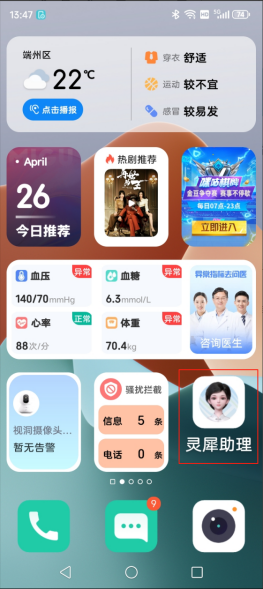 13:47
5G
HD
74
端州区
22℃
点击播报
穿衣 舒适
运动 较不宜
感冒 较易发
• April
26
今日推荐
热剧推荐
每日07点-23点
立即进入
血压 异常
140/70mmHg
血糖 异常
6.3mmol/L
心率 正常
88次/分
体重 异常
70.4kg
异常指标去问医
咨询医生
视洞摄像头...
暂无告警
骚扰拦截
信息 5 条
电话 0 条
灵犀助理
9